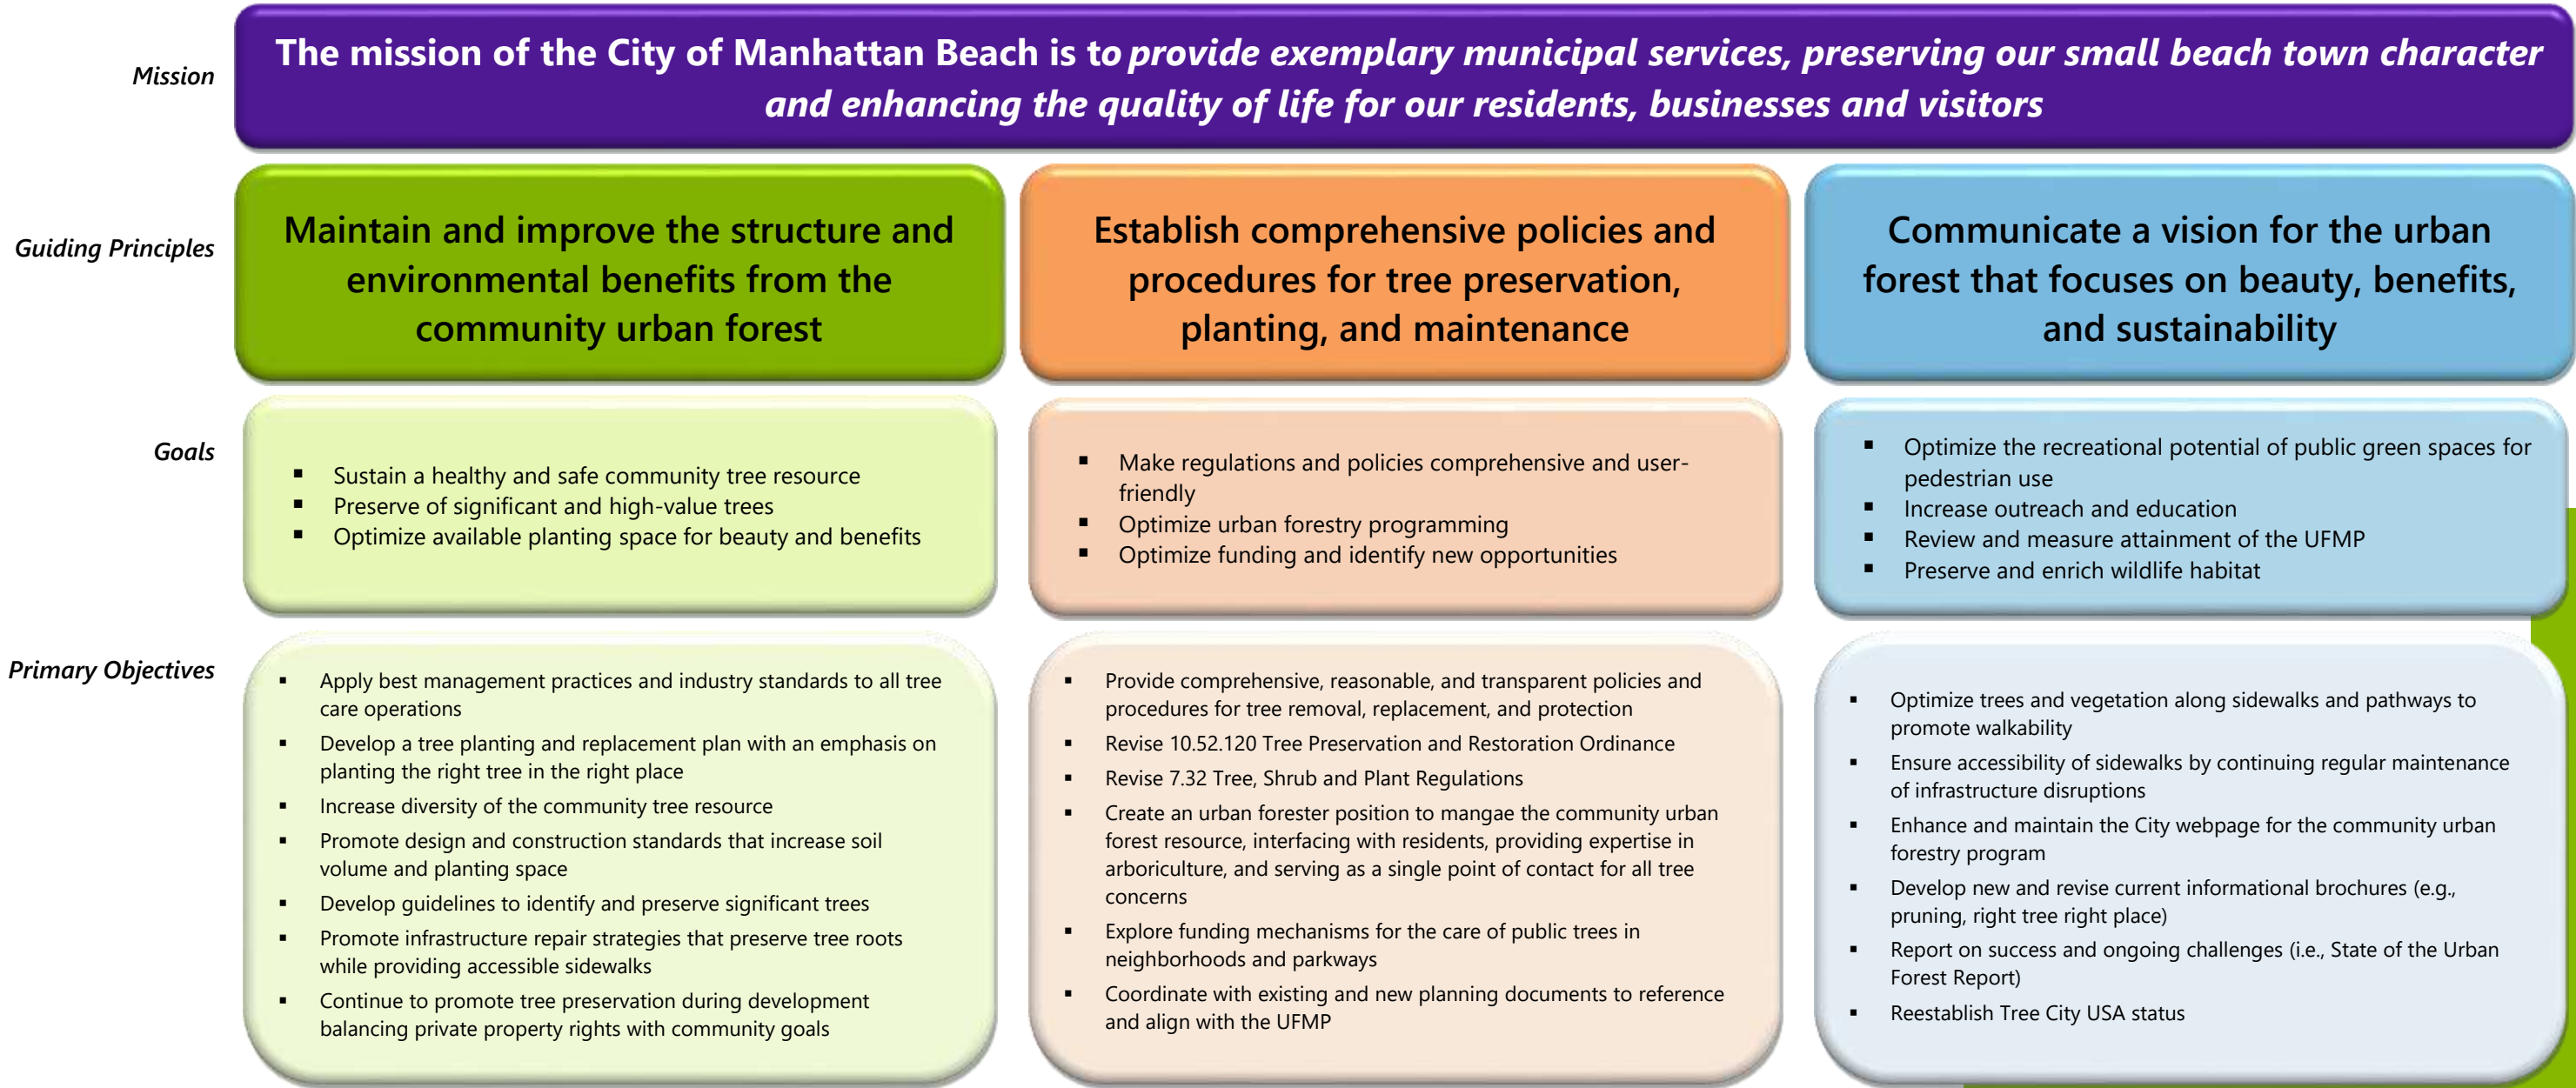 Mission
The mission of the City of Manhattan Beach is to provide exemplary municipal services, preserving our small beach town character
and enhancing the quality of life for our residents, businesses and visitors
Guiding Principles
Maintain and improve the structure and
environmental benefits from the
community urban forest
Establish comprehensive policies and
procedures for tree preservation,
planting, and maintenance
Communicate a vision for the urban
forest that focuses on beauty, benefits,
and sustainability
Goals
▪ Sustain a healthy and safe community tree resource
▪ Preserve of significant and high-value trees
▪ Optimize available planting space for beauty and benefits
▪ Make regulations and policies comprehensive and user-
friendly
▪ Optimize urban forestry programming
▪ Optimize funding and identify new opportunities
▪ Optimize the recreational potential of public green spaces for
pedestrian use
▪ Increase outreach and education
▪ Review and measure attainment of the UFMP
▪ Preserve and enrich wildlife habitat
Primary Objectives
▪ Apply best management practices and industry standards to all tree
care operations
▪ Develop a tree planting and replacement plan with an emphasis on
planting the right tree in the right place
▪ Increase diversity of the community tree resource
▪ Promote design and construction standards that increase soil
volume and planting space
▪ Develop guidelines to identify and preserve significant trees
▪ Promote infrastructure repair strategies that preserve tree roots
while providing accessible sidewalks
▪ Continue to promote tree preservation during development
balancing private property rights with community goals
▪ Provide comprehensive, reasonable, and transparent policies and
procedures for tree removal, replacement, and protection
▪ Revise 10.52.120 Tree Preservation and Restoration Ordinance
▪ Revise 7.32 Tree, Shrub and Plant Regulations
▪ Create an urban forester position to mangae the community urban
forest resource, interfacing with residents, providing expertise in
arboriculture, and serving as a single point of contact for all tree
concerns
▪ Explore funding mechanisms for the care of public trees in
neighborhoods and parkways
▪ Coordinate with existing and new planning documents to reference
and align with the UFMP
▪ Optimize trees and vegetation along sidewalks and pathways to
promote walkability
▪ Ensure accessibility of sidewalks by continuing regular maintenance
of infrastructure disruptions
▪ Enhance and maintain the City webpage for the community urban
forestry program
▪ Develop new and revise current informational brochures (e.g.,
pruning, right tree right place)
▪ Report on success and ongoing challenges (i.e., State of the Urban
Forest Report)
▪ Reestablish Tree City USA status